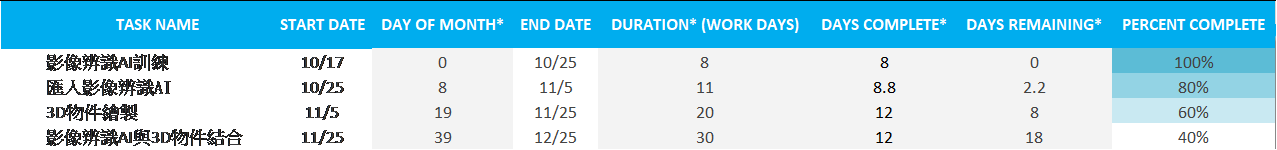 TASK NAME START DATE DAY OF MONTH* END DATE DURATION* (WORK DAYS) DAYS COMPLETE* DAYS REMAINING* PERCENT COMPLETE
影像辨識AI訓練 10/17 0 10/25 8 8 0 100%
匯入影像辨識AI 10/25 8 11/5 11 8.8 2.2 80%
3D物件繪製 11/5 19 11/25 20 12 8 60%
影像辨識AI與3D物件結合 11/25 39 12/25 30 12 18 40%